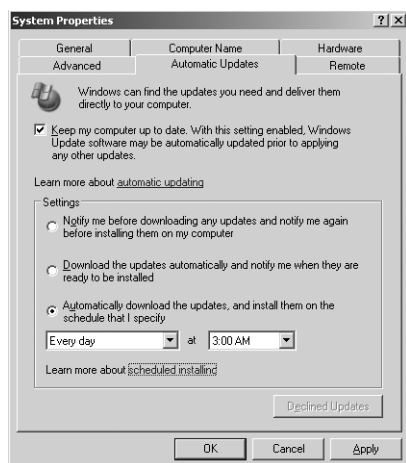 System Properties
General Computer Name Hardware
Advanced Automatic Updates Remote
Windows can find the updates you need and deliver them
directly to your computer.
Keep my computer up to date. With this setting enabled, Windows
Update software may be automatically updated prior to applying
any other updates.
Learn more about automatic updating
Settings
Notify me before downloading any updates and notify me again
before installing them on my computer
Download the updates automatically and notify me when they are
ready to be installed
Automatically download the updates, and install them on the
schedule that I specify
Every day at 3:00 AM
Learn more about scheduled installing
Declined Updates
OK Cancel Apply